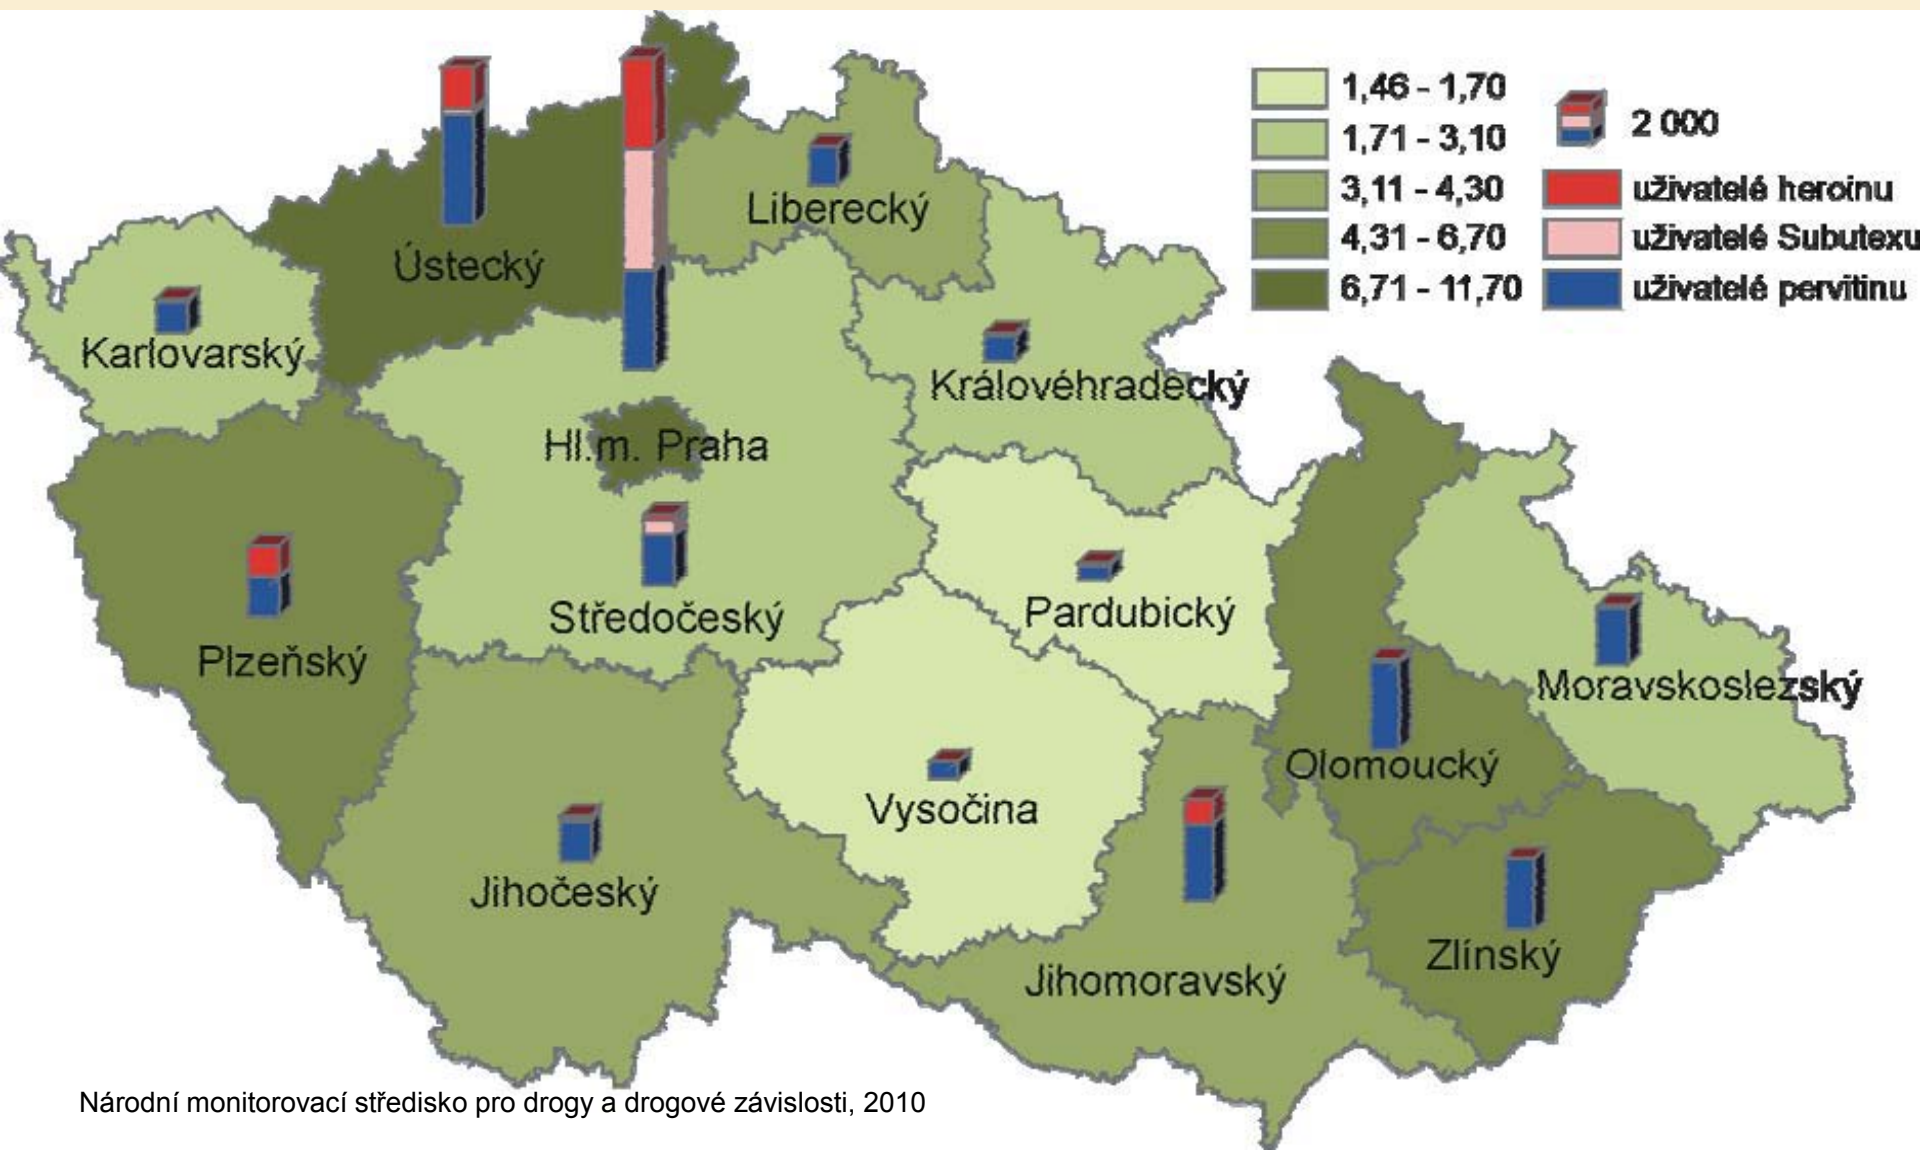 1,46 - 1,70
1,71 - 3,10
3,11 - 4,30
4,31 - 6,70
6,71 - 11,70
2 000
uživatelé heroinu
uživatelé Subutexu
uživatelé pervitinu
Liberecký
Ústecký
Karlovarský
Královéhradecký
Hl.m. Praha
Středočeský
Pardubický
Plzeňský
Moravskoslezský
Olomoucký
Vysočina
Jihočeský
Zlínský
Jihomoravský
Národní monitorovací středisko pro drogy a drogové závislosti, 2010